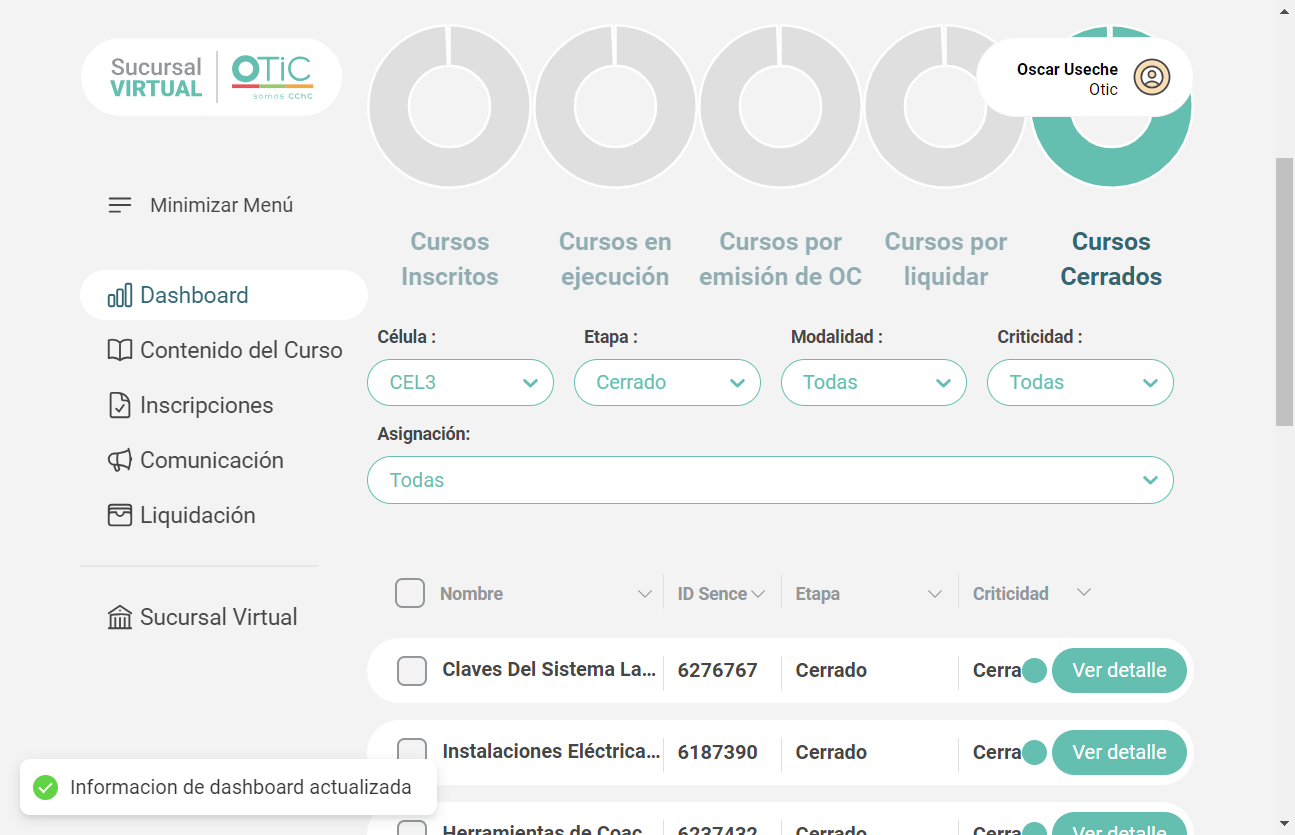 Sucursal
VIRTUAL
OTiC
somos CChC
Oscar Useche
Otic
Minimizar Menú
Dashboard
Contenido del Curso
Inscripciones
Comunicación
Liquidación
Sucursal Virtual
Cursos
Inscritos
Cursos en
ejecución
Cursos por
emisión de OC
Cursos por
liquidar
Cursos
Cerrados
Célula :
Etapa :
Modalidad :
Criticidad :
CEL3
Cerrado
Todas
Todas
Asignación:
Todas
Nombre
ID Sence
Etapa
Criticidad
Claves Del Sistema La...
6276767
Cerrado
Cerra
Ver detalle
Instalaciones Eléctrica...
6187390
Cerrado
Cerra
Ver detalle
Herramientas de Coac
6237432
Cerrado
Cerra
Ver detalle
Informacion de dashboard actualizada